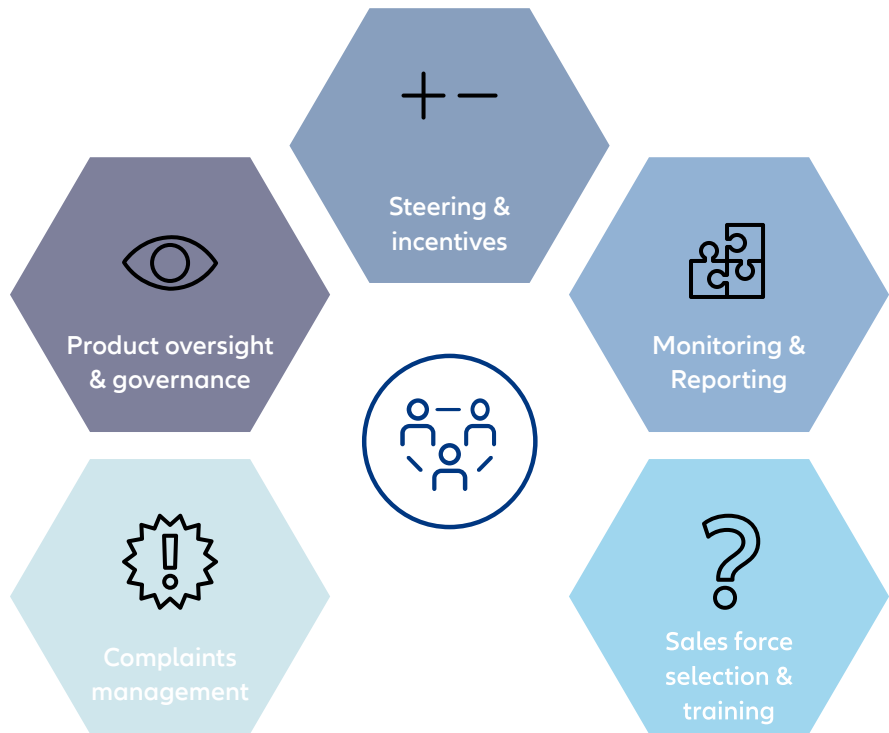 Steering &
incentives
Product oversight
& governance
Monitoring &
Reporting
Complaints
management
Sales force
selection &
training